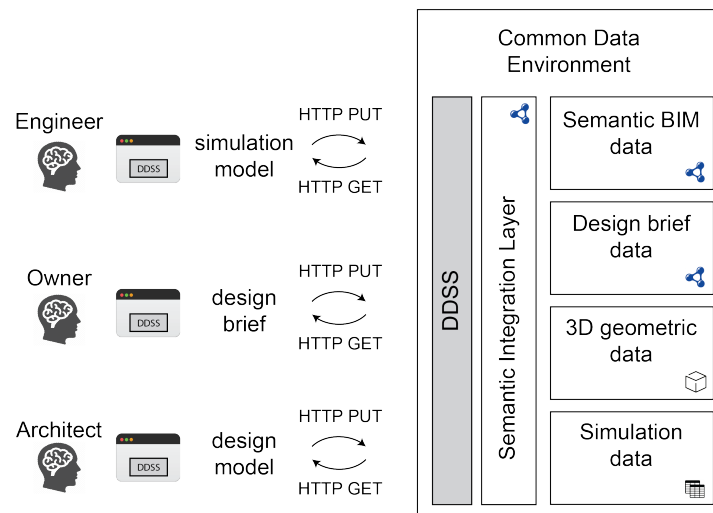 Common Data
Environment
Engineer
DDSS
simulation
model
HTTP PUT
HTTP GET
Owner
DDSS
design
brief
HTTP PUT
HTTP GET
Architect
DDSS
design
model
HTTP PUT
HTTP GET
DDSS
Semantic Integration Layer
Semantic BIM
data
Design brief
data
3D geometric
data
Simulation
data